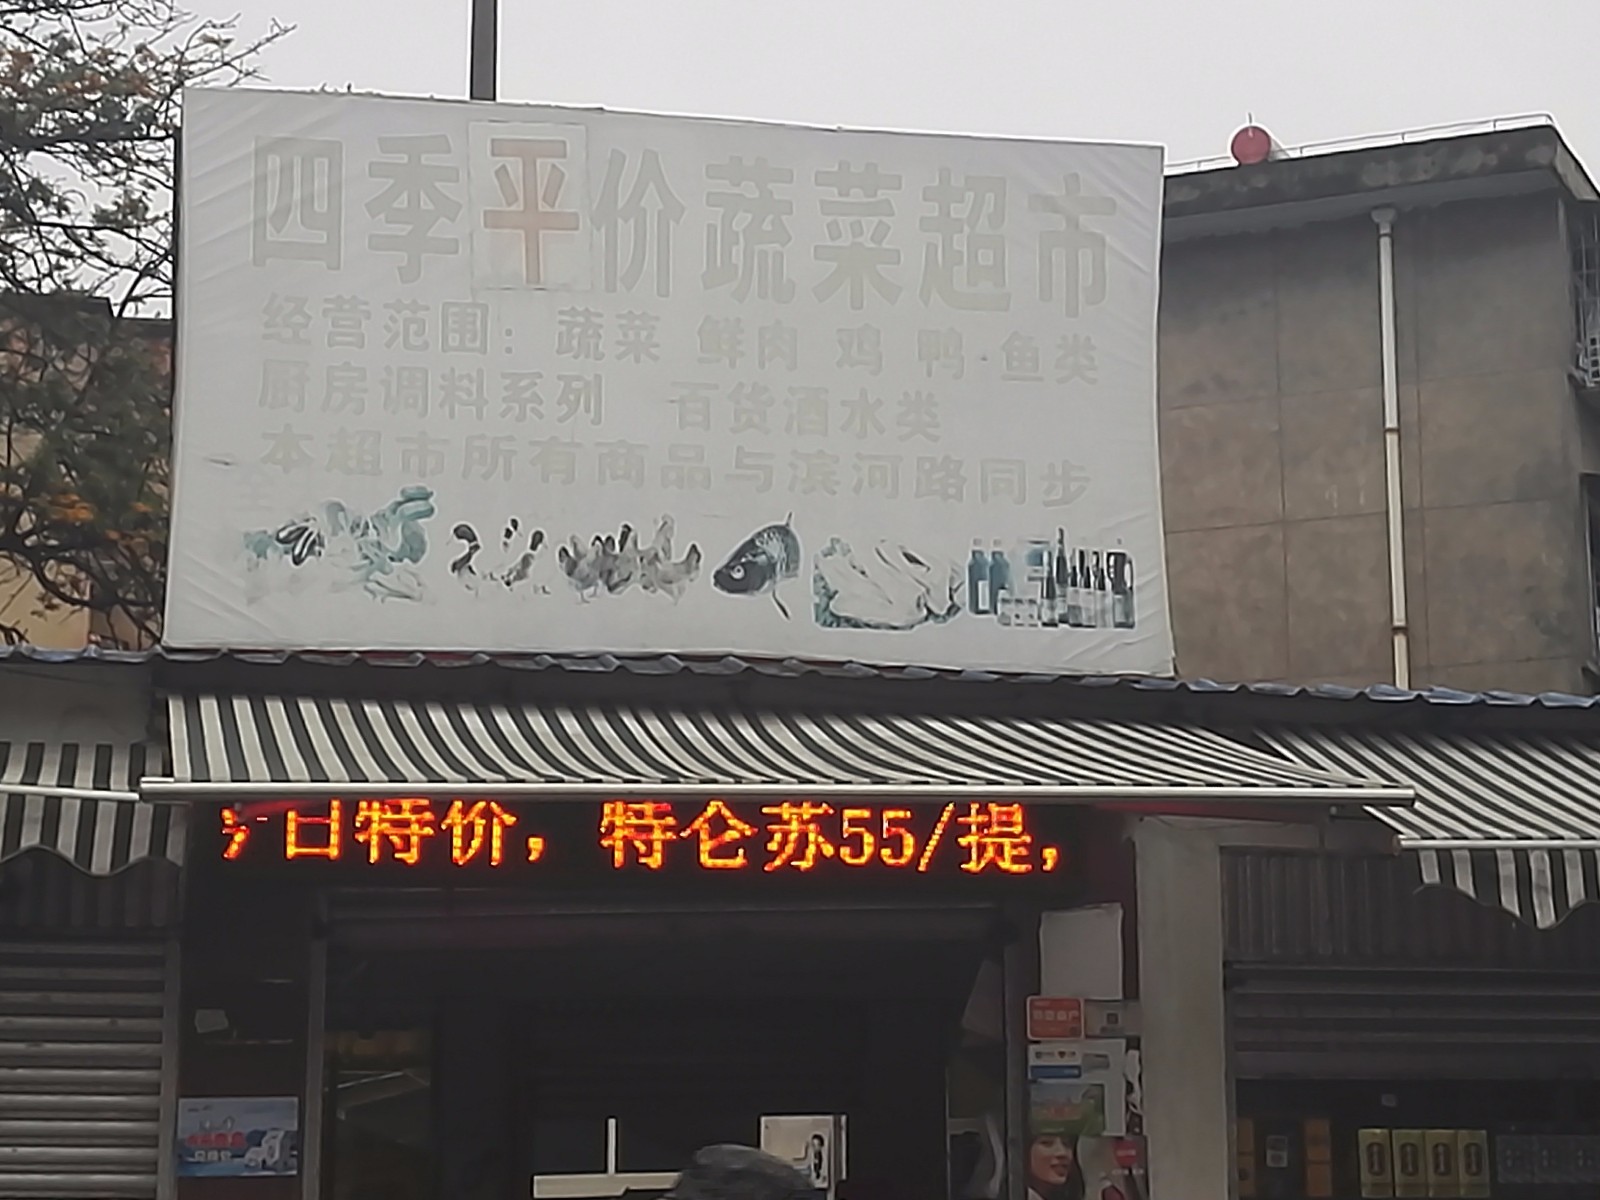 四季平价蔬菜超市
经营范围：蔬菜 鲜肉 鸡 鸭 鱼类
厨房调料系列 百货酒水类
本超市所有商品与滨河路同步
日特价，特仑苏55/提，